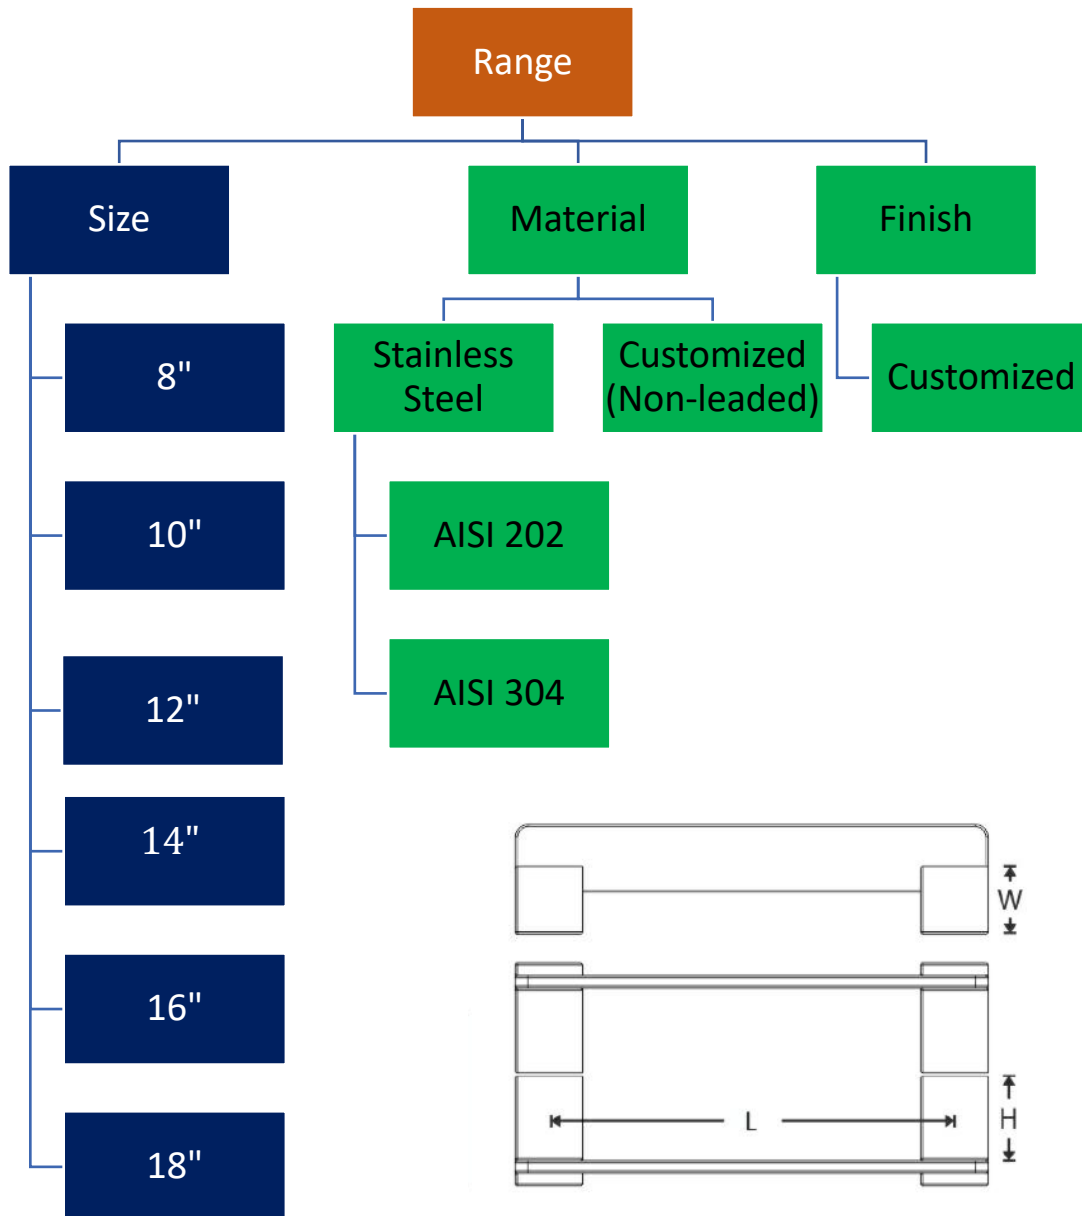 Range
Size
Material
Finish
8"
Stainless
Steel
Customized
(Non-leaded)
Customized
10"
AISI 202
12"
AISI 304
14"
16"
18"
W
L
H